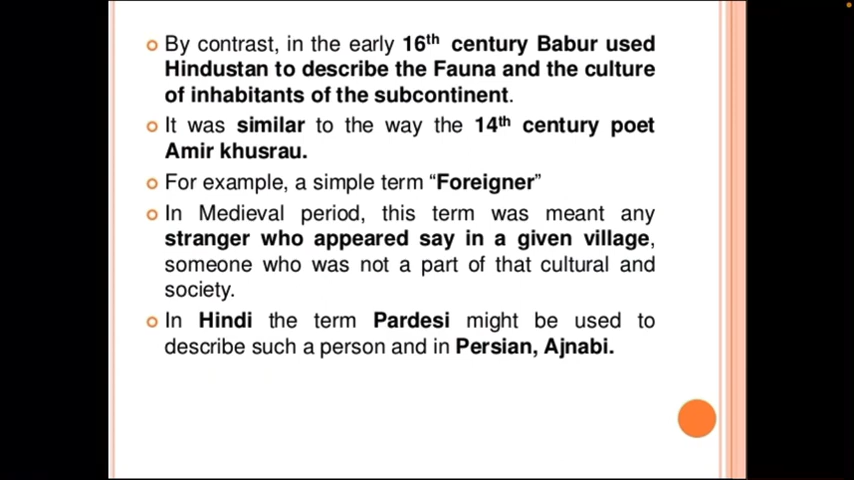 By contrast, in the early 16th century Babur used
Hindustan to describe the Fauna and the culture
of inhabitants of the subcontinent.
It was similar to the way the 14th century poet
Amir khusrau.
For example, a simple term “Foreigner”
In Medieval period, this term was meant any
stranger who appeared say in a given village,
someone who was not a part of that cultural and
society.
In Hindi the term Pardesi might be used to
describe such a person and in Persian, Ajnabi.